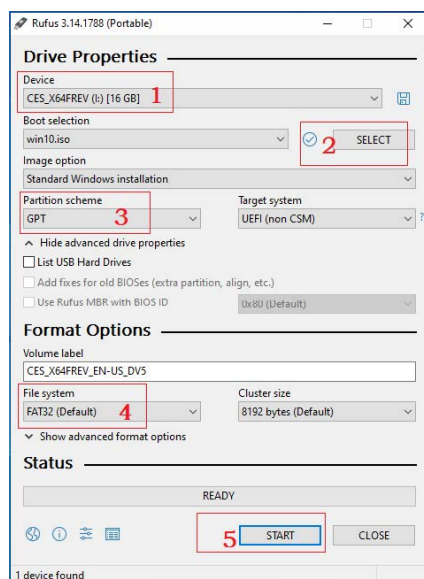 Rufus 3.14.1788 (Portable)
Drive Properties
Device
CES_X64FREV (I:) [16 GB] 1
Boot selection
win10.iso 2 SELECT
Image option
Standard Windows installation
Partition scheme Target system
GPT 3 UEFI (non CSM) ?
Hide advanced drive properties
List USB Hard Drives
Add fixes for old BIOSes (extra partition, align, etc.)
Use Rufus MBR with BIOS ID 0x80 (Default)
Format Options
Volume label
CES_X64FREV_EN-US_DV5
File system Cluster size
FAT32 (Default) 4 8192 bytes (Default)
Show advanced format options
Status
READY
5 START CLOSE
1 device found